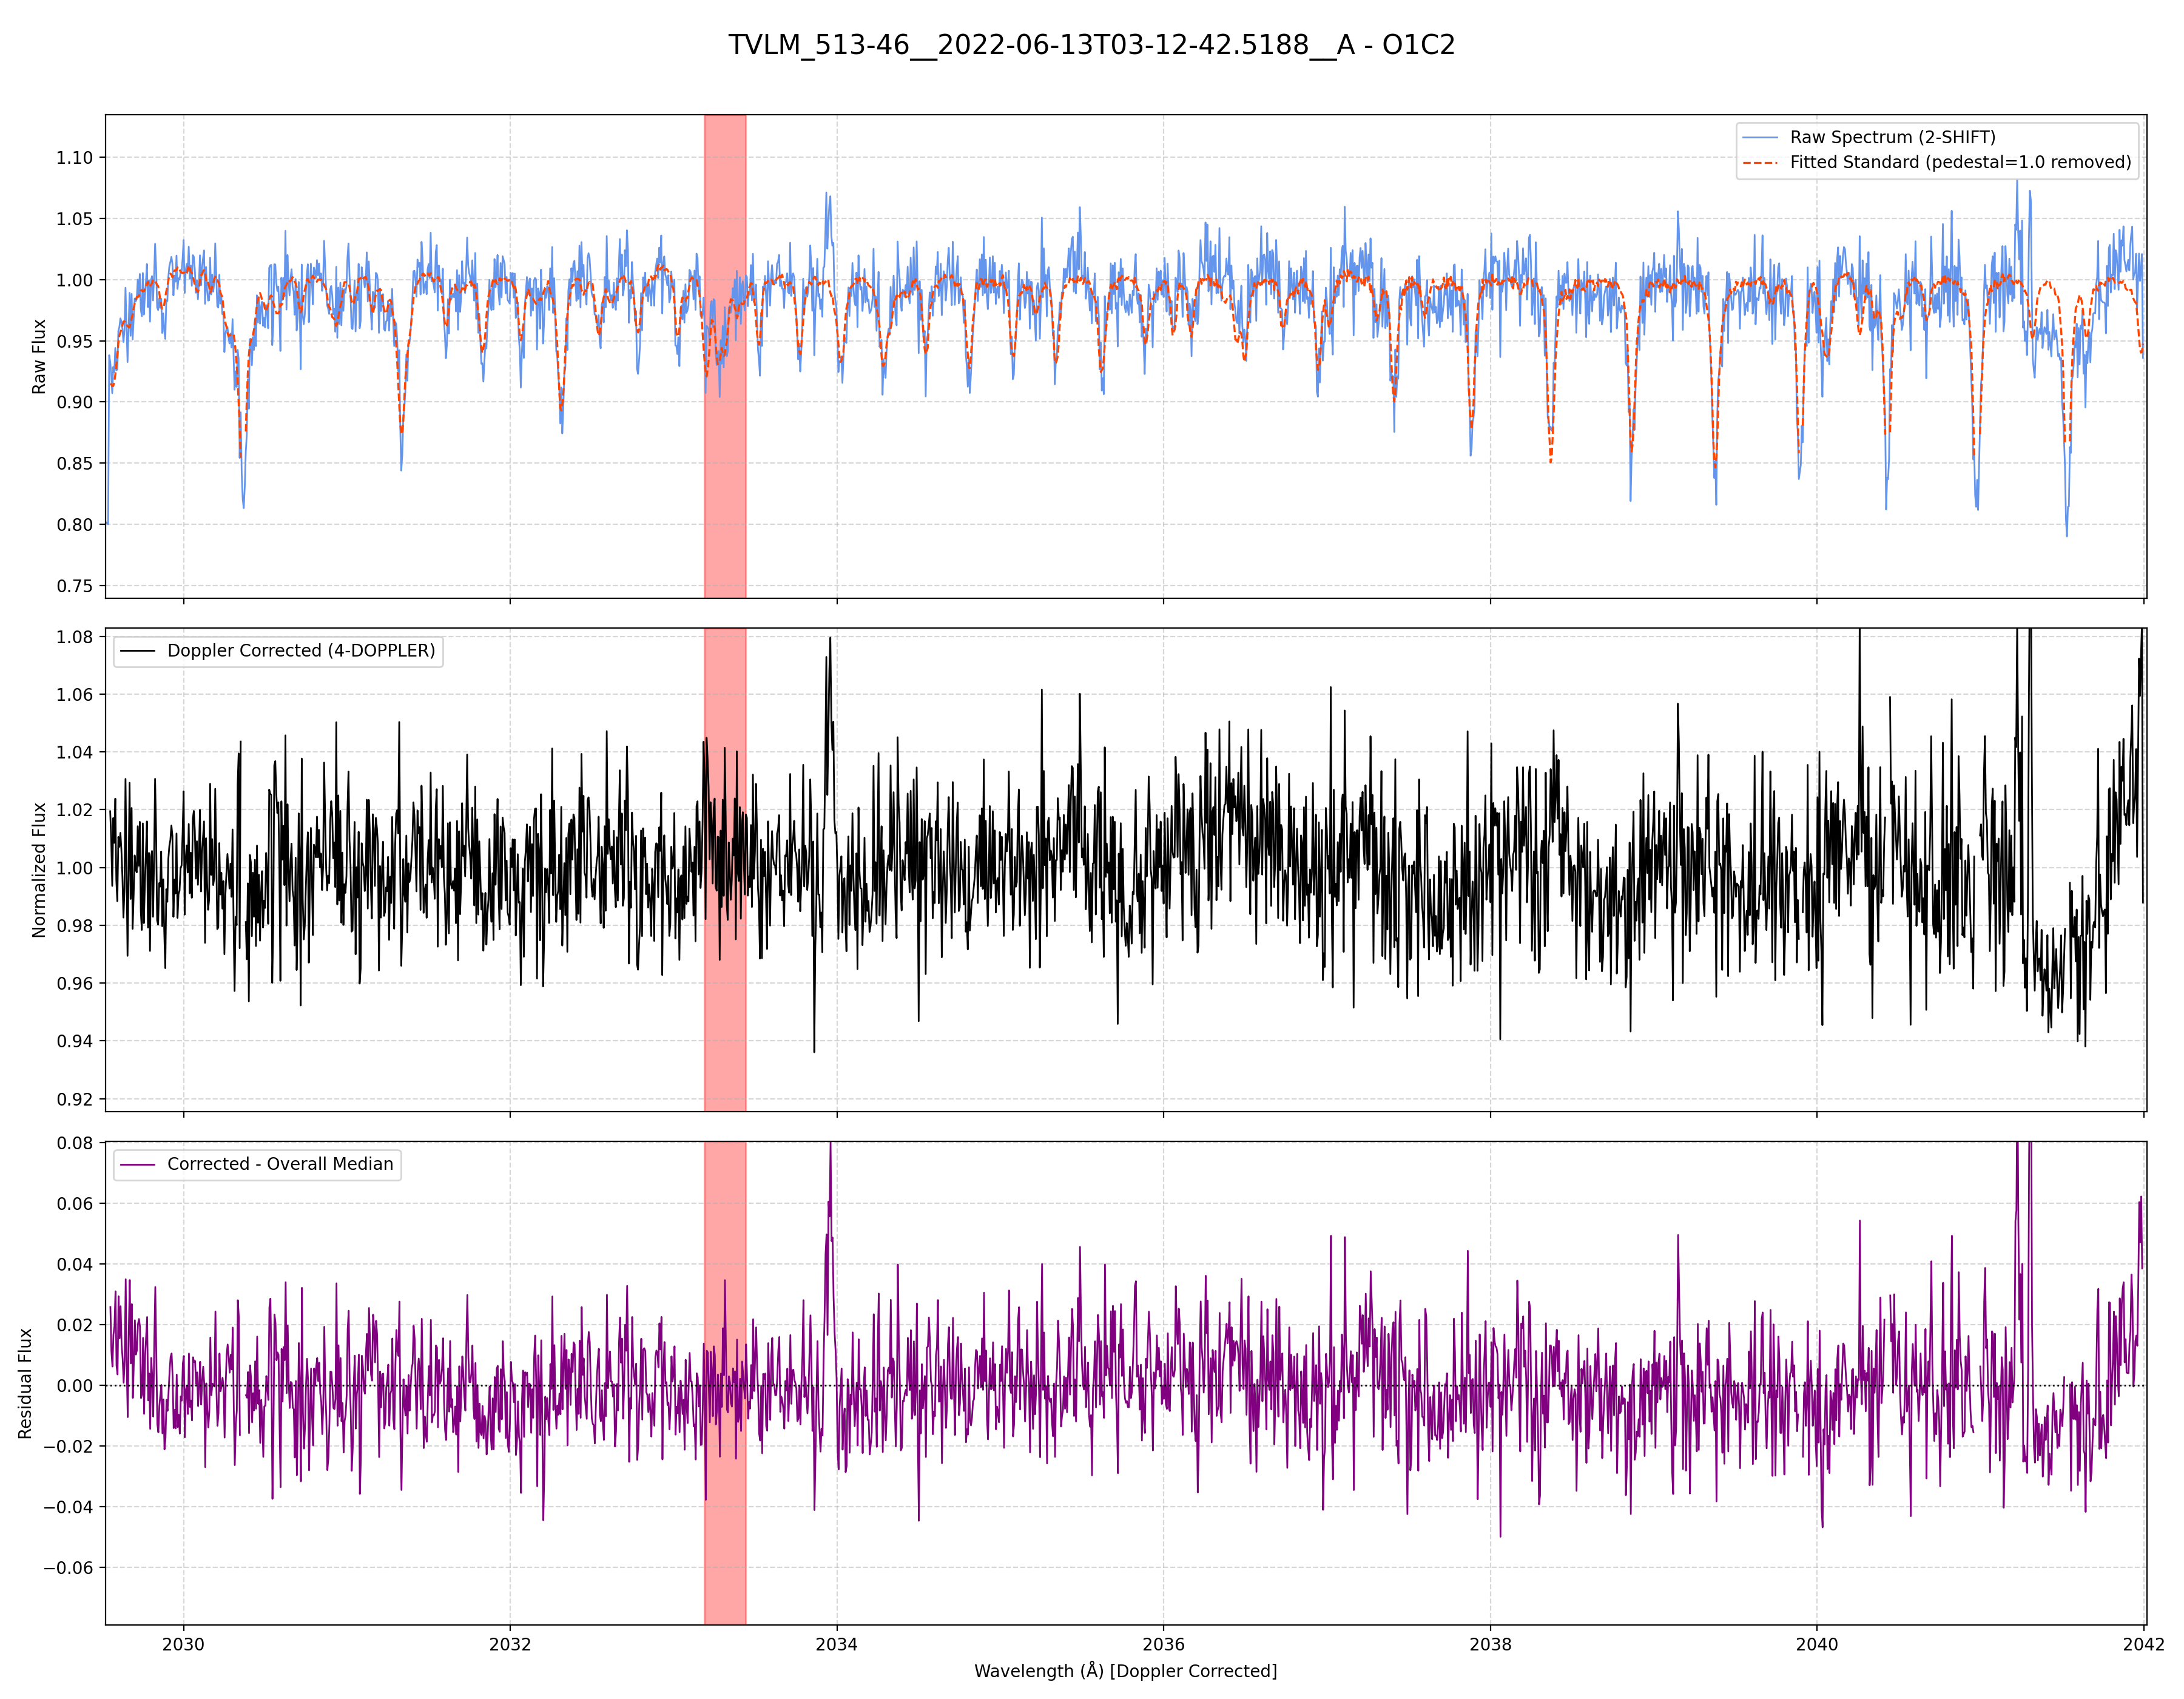 TVLM_513-46__2022-06-13T03-12-42.5188__A - O1C2
Raw Spectrum (2-SHIFT)
Fitted Standard (pedestal=1.0 removed)
Raw Flux
1.10
1.05
1.00
0.95
0.90
0.85
0.80
0.75
Doppler Corrected (4-DOPPLER)
Normalized Flux
1.08
1.06
1.04
1.02
1.00
0.98
0.96
0.94
0.92
Corrected - Overall Median
Residual Flux
0.08
0.06
0.04
0.02
0.00
−0.02
−0.04
−0.06
2030 2032 2034 2036 2038 2040 2042
Wavelength (Å) [Doppler Corrected]